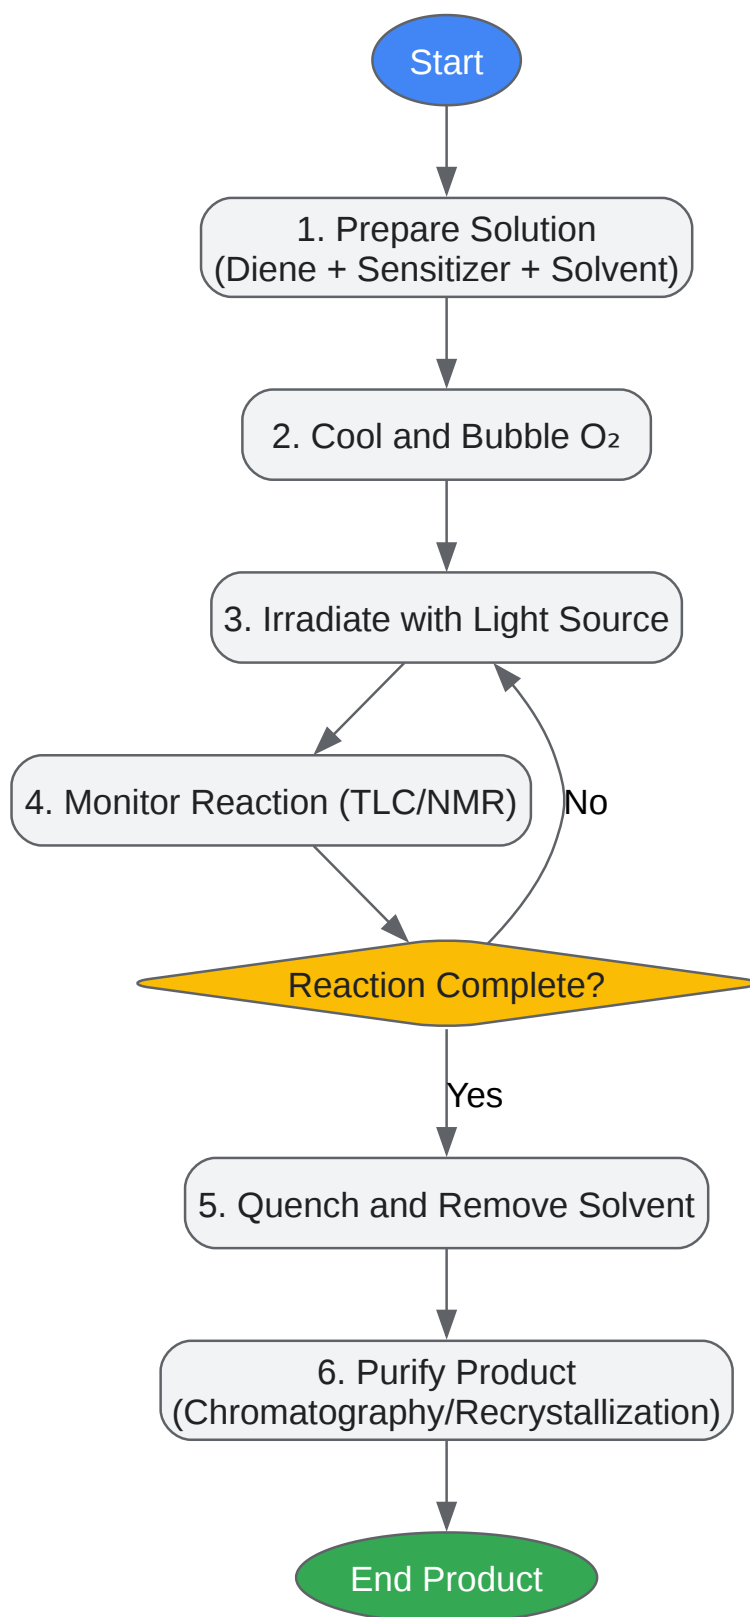 Start
1. Prepare Solution
(Diene + Sensitizer + Solvent)
2. Cool and Bubble O₂
3. Irradiate with Light Source
4. Monitor Reaction (TLC/NMR)
No
Reaction Complete?
Yes
5. Quench and Remove Solvent
6. Purify Product
(Chromatography/Recrystallization)
End Product